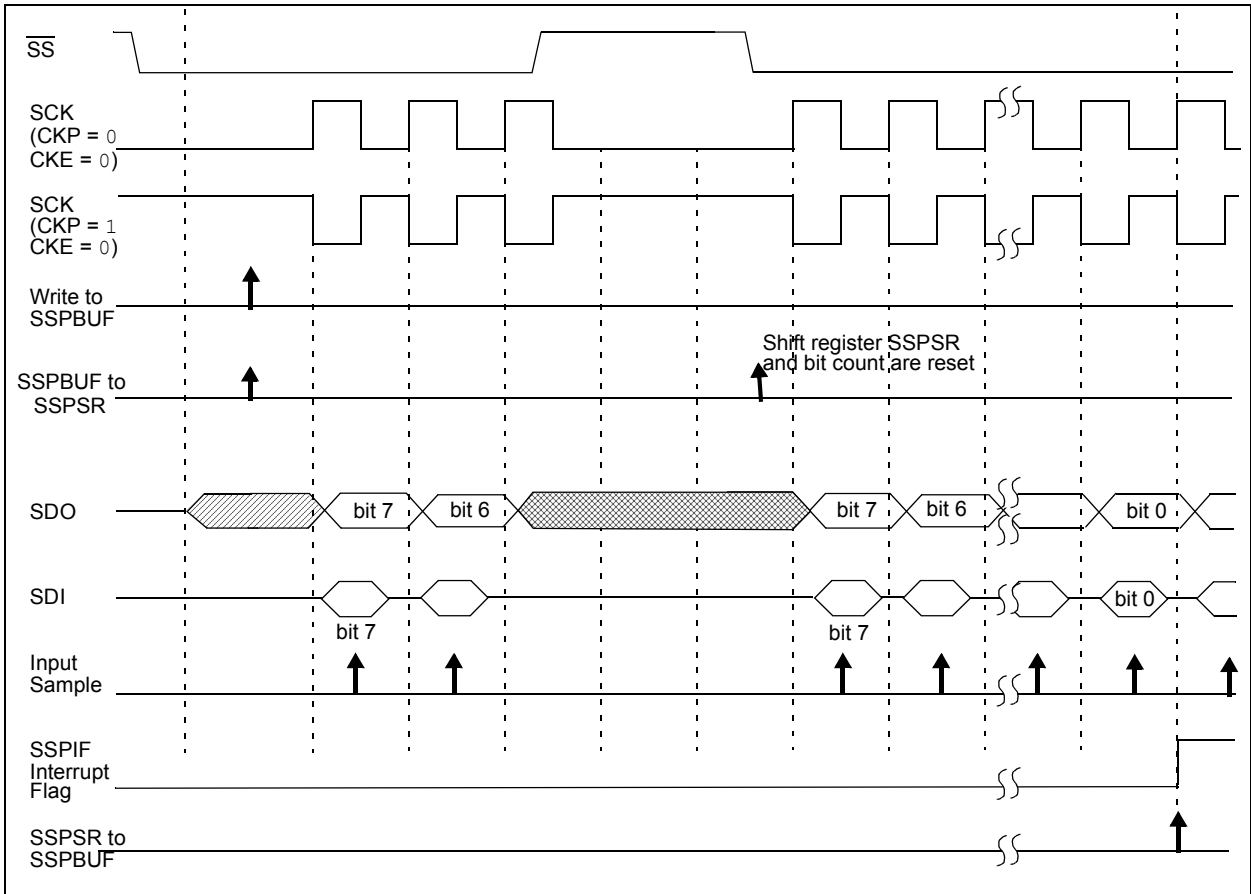 SS
SCK
(CKP = 0
CKE = 0)
SCK
(CKP = 1
CKE = 0)
Write to
SSPBUF
Shift register SSPSR
and bit count are reset
SSPBUF to
SSPSR
SDO
bit 7
bit 6
bit 7
bit 6
bit 0
SDI
bit 0
bit 7
bit 7
Input
Sample
SSPIF
Interrupt
Flag
SSPSR to
SSPBUF